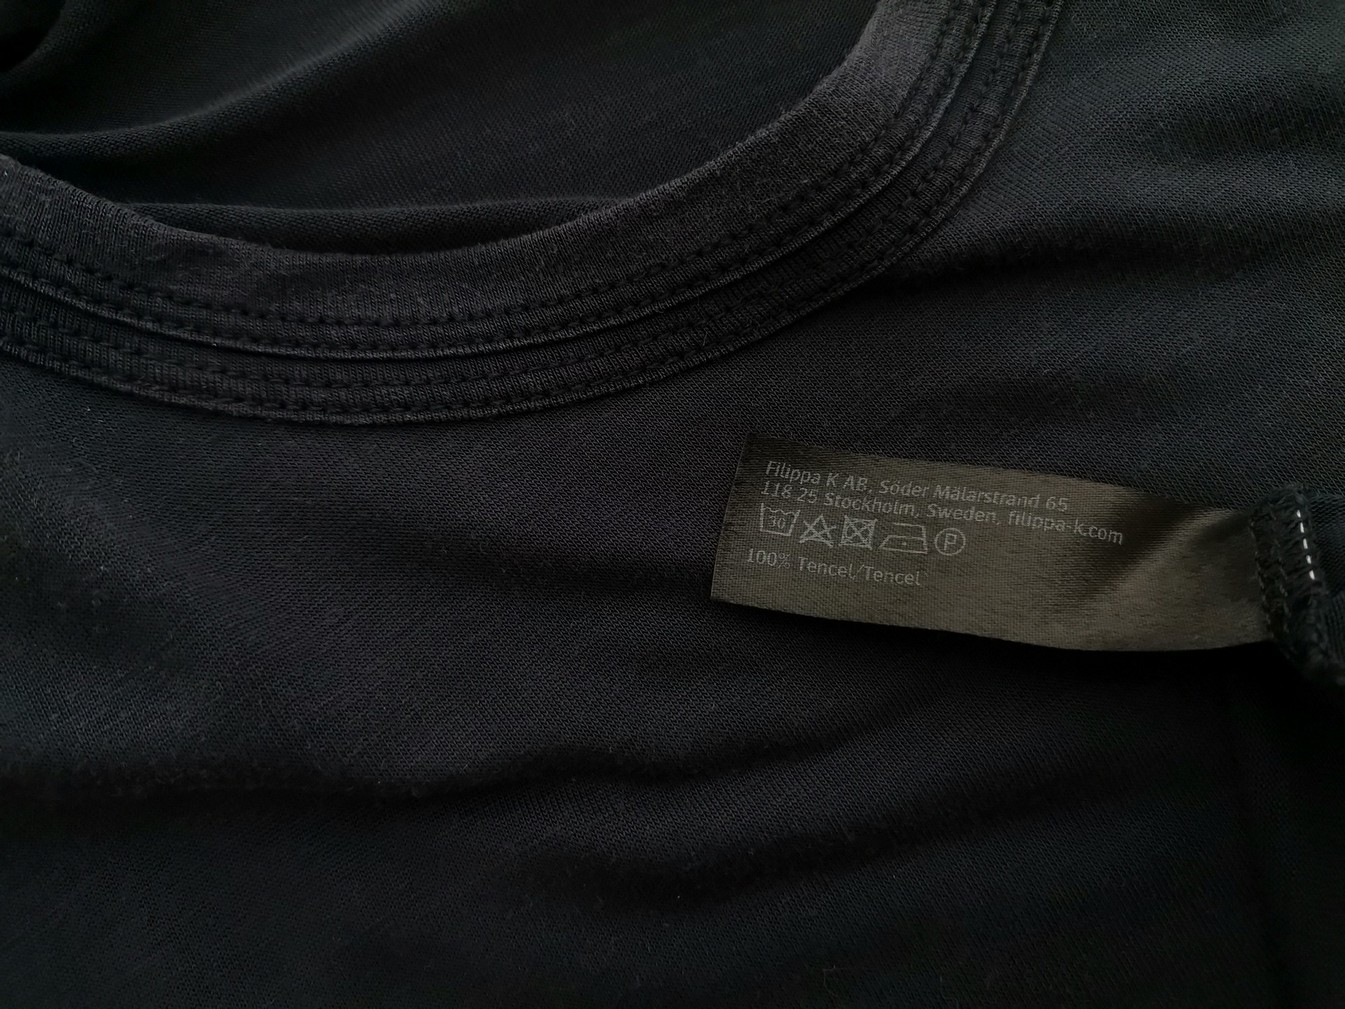 Filippa K AB, Söder Mälarstrand 65
118 25 Stockholm, Sweden, filippa-k.com
30 P
100% Tencel/Tencel